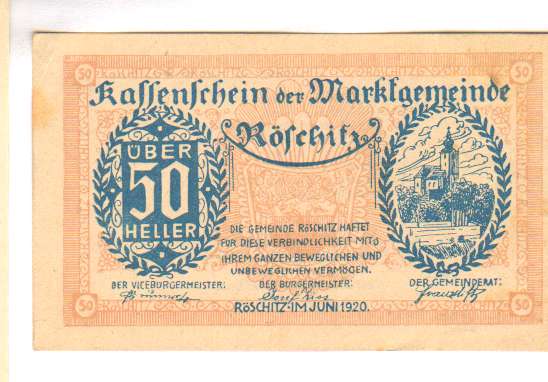 Kassenschein der Marktgemeinde
Röschitz
ÜBER
50
HELLER
DIE GEMEINDE RÖSCHITZ HAFTET
FÜR DIESE VERBINDLICHKEIT MIT
IHREM GANZEN BEWEGLICHEN UND
UNBEWEGLICHEN VERMÖGEN.
DER VICEBÜRGERMEISTER:
DER BÜRGERMEISTER:
DER GEMEINDERAT:
RÖSCHITZ·IM JUNI 1920.
50
50
50
50